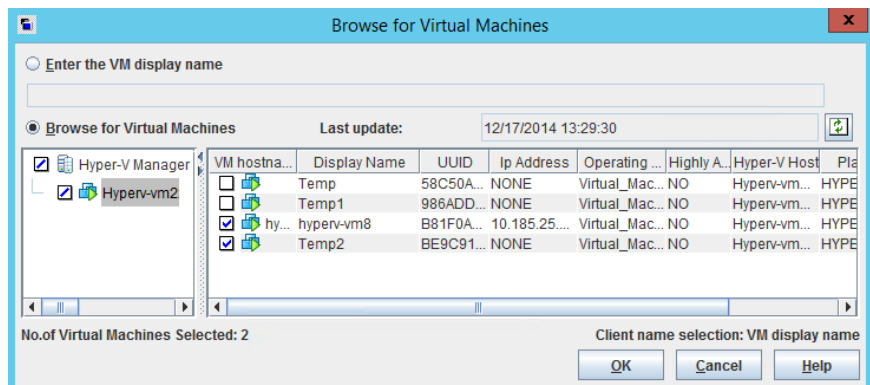 Browse for Virtual Machines
x
Enter the VM display name
Browse for Virtual Machines Last update: 12/17/2014 13:29:30
Hyper-V Manager
Hyperv-vm2
VM hostna... Display Name UUID Ip Address Operating ... Highly A... Hyper-V Host Pla
Temp 58C50A... NONE Virtual_Mac... NO Hyperv-vm... HYPE
Temp1 986ADD... NONE Virtual_Mac... NO Hyperv-vm... HYPE
hy... hyperv-vm8 B81F0A... 10.185.25.... Virtual_Mac... NO Hyperv-vm... HYPE
Temp2 BE9C91... NONE Virtual_Mac... NO Hyperv-vm... HYPE
No.of Virtual Machines Selected: 2 Client name selection: VM display name
OK Cancel Help